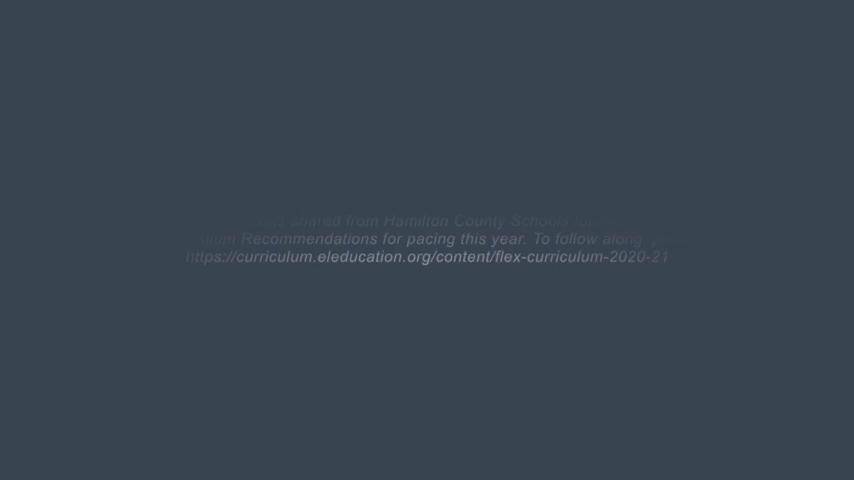 shared from Hamilton County Schools
Recommendations for pacing this year. To follow along
https://curriculum.eleducation.org/content/flex-curriculum-2020-21